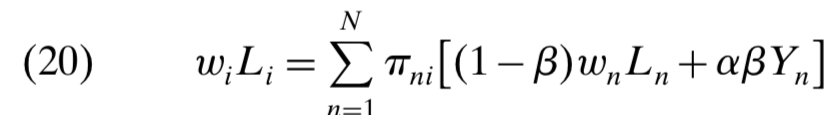 (20) $w_i L_i = \sum_{n=1}^{N} \pi_{ni} [(1 - \beta) w_n L_n + \alpha \beta Y_n]$